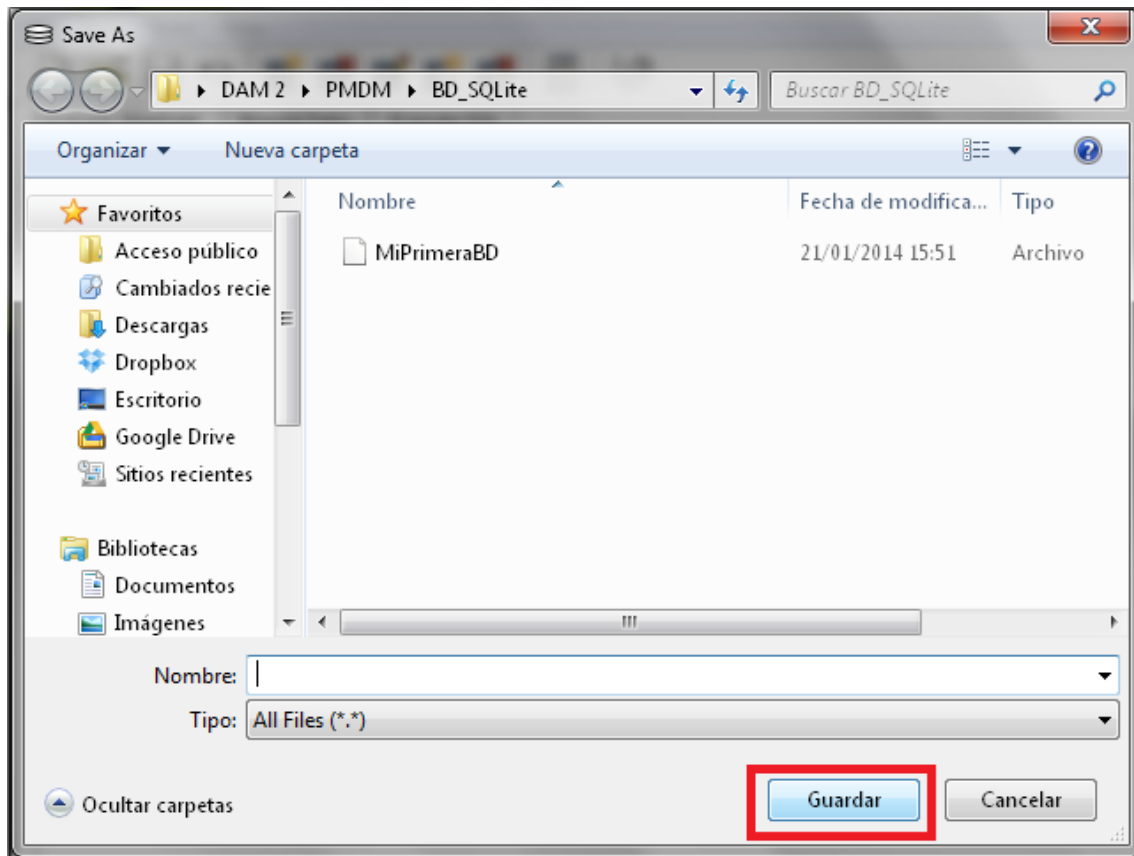 Save As
DAM 2 PMDM BD_SQLite
Buscar BD_SQLite
Organizar Nueva carpeta
Nombre Fecha de modifica... Tipo
MiPrimeraBD 21/01/2014 15:51 Archivo
Favoritos
Acceso público
Cambiados recie
Descargas
Dropbox
Escritorio
Google Drive
Sitios recientes
Bibliotecas
Documentos
Imágenes
Nombre:
Tipo: All Files (*.*)
Ocultar carpetas
Guardar Cancelar